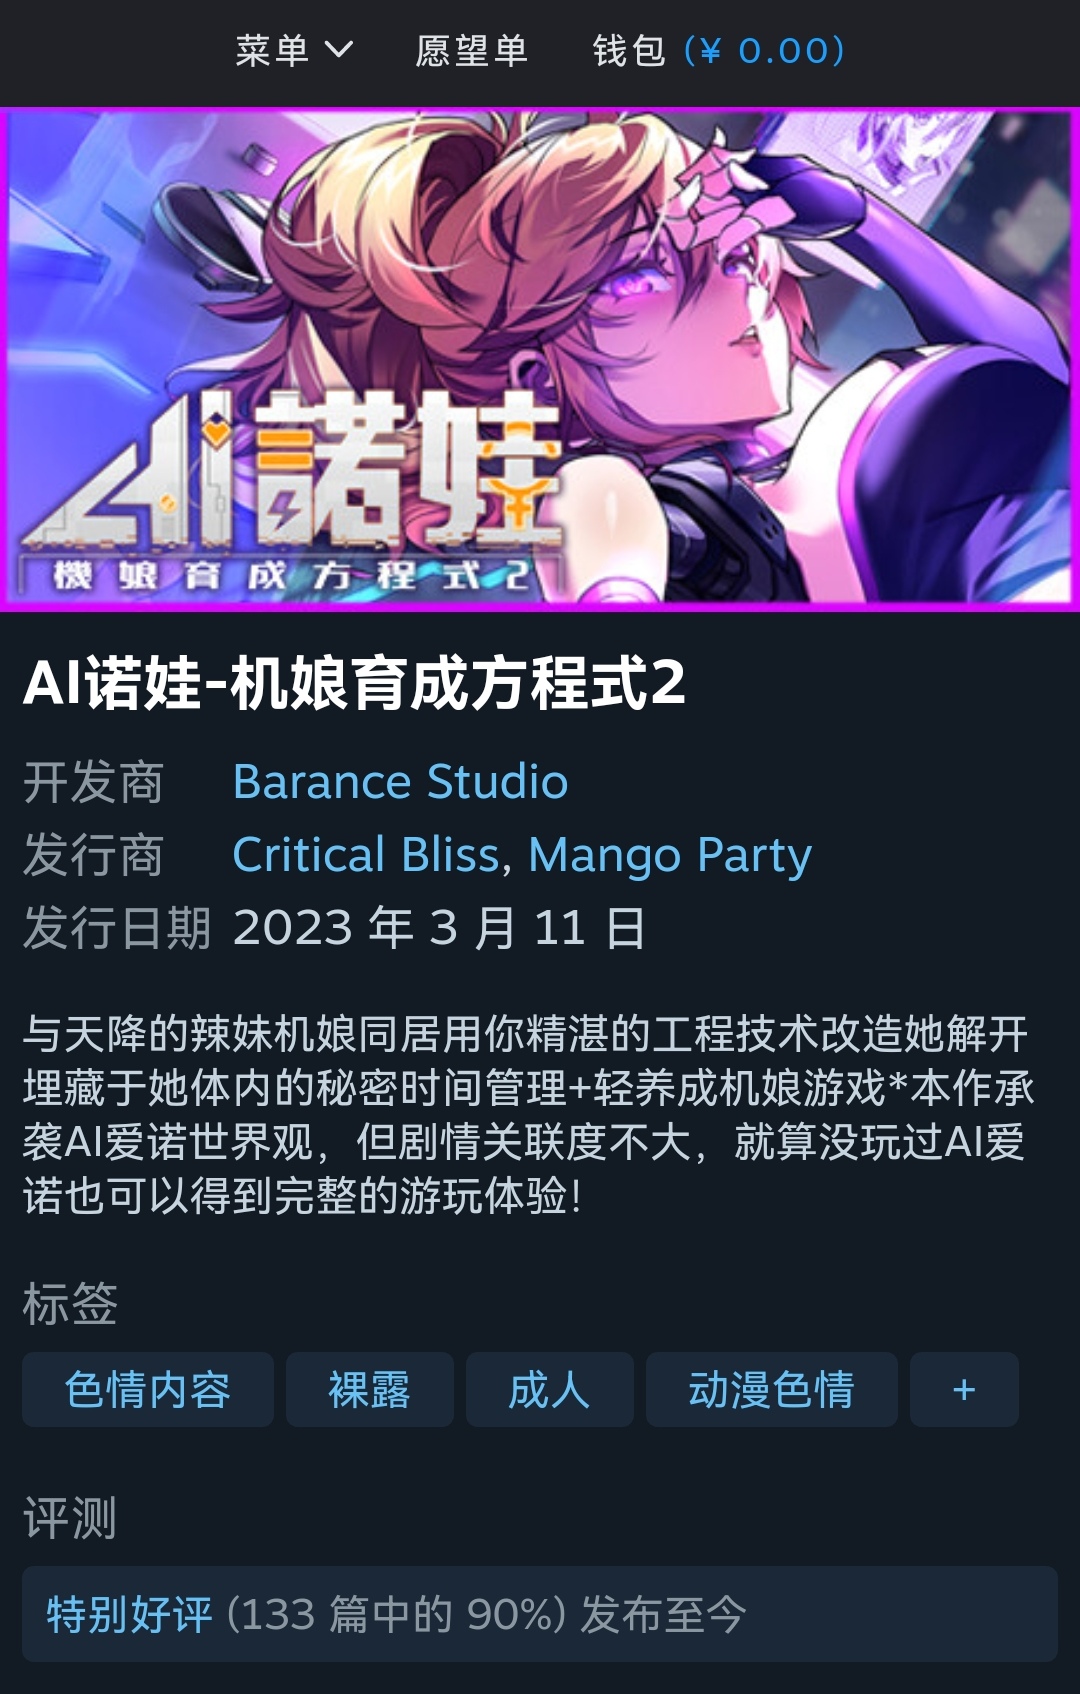 菜单 愿望单 钱包 (¥ 0.00)
AI諾娃
機娘育成方程式2
AI诺娃-机娘育成方程式2
开发商 Barance Studio
发行商 Critical Bliss, Mango Party
发行日期 2023 年 3 月 11 日
与天降的辣妹机娘同居用你精湛的工程技术改造她解开
埋藏于她体内的秘密时间管理+轻养成机娘游戏*本作承
袭AI爱诺世界观，但剧情关联度不大，就算没玩过AI爱
诺也可以得到完整的游玩体验！
标签
色情内容 裸露 成人 动漫色情 +
评测
特别好评 (133 篇中的 90%) 发布至今